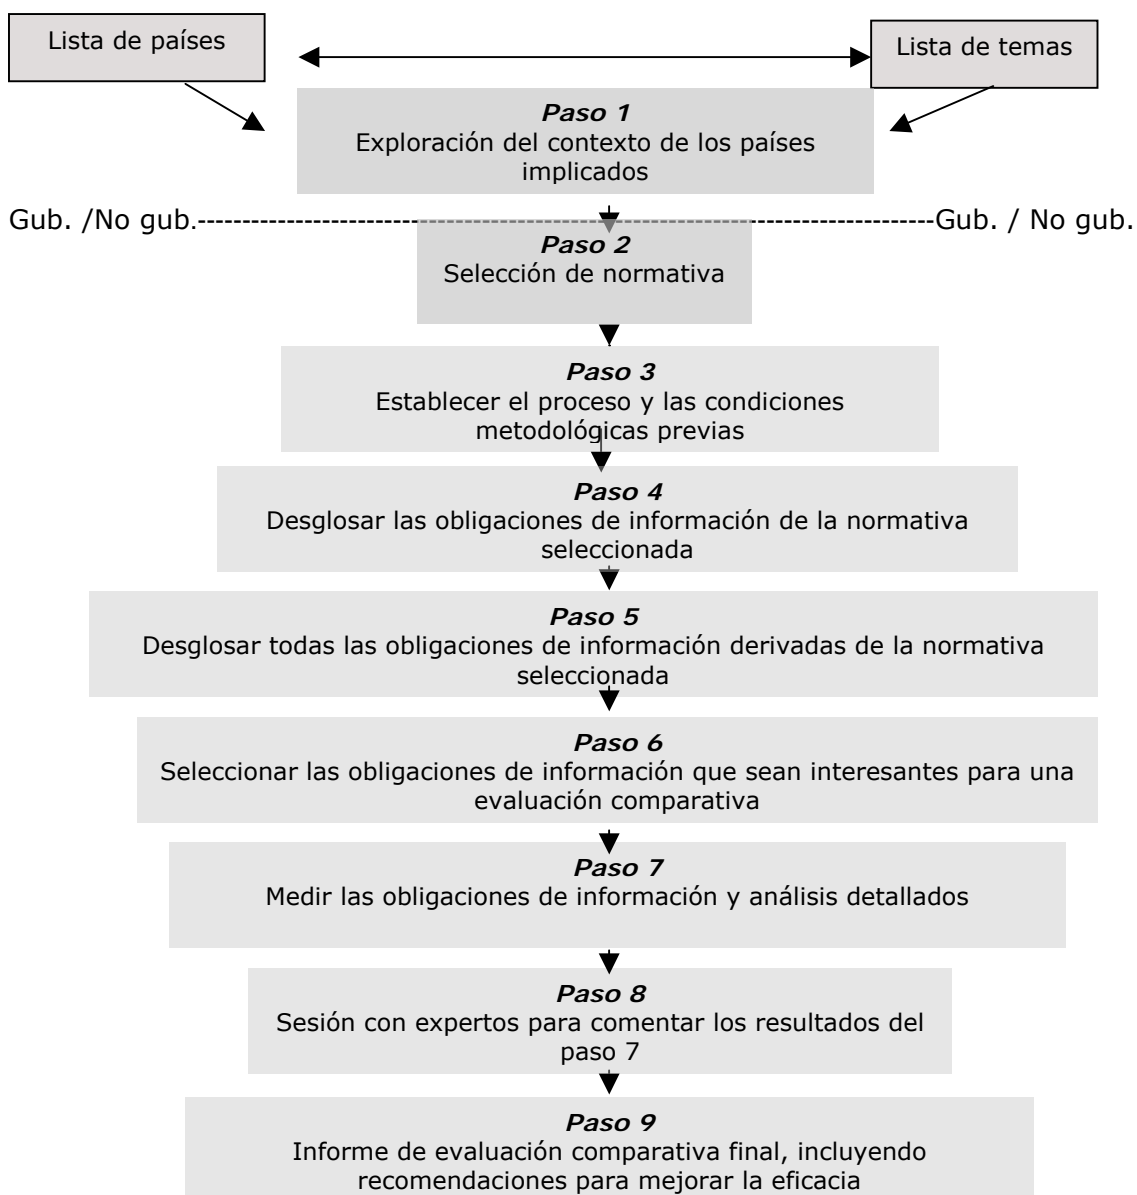 Lista de países
Lista de temas
Paso 1
Exploración del contexto de los países
implicados
Gub. /No gub.----------------------------------------------------------------------------------Gub. / No gub.
Paso 2
Selección de normativa
Paso 3
Establecer el proceso y las condiciones
metodológicas previas
Paso 4
Desglosar las obligaciones de información de la normativa
seleccionada
Paso 5
Desglosar todas las obligaciones de información derivadas de la normativa
seleccionada
Paso 6
Seleccionar las obligaciones de información que sean interesantes para una
evaluación comparativa
Paso 7
Medir las obligaciones de información y análisis detallados
Paso 8
Sesión con expertos para comentar los resultados del
paso 7
Paso 9
Informe de evaluación comparativa final, incluyendo
recomendaciones para mejorar la eficacia